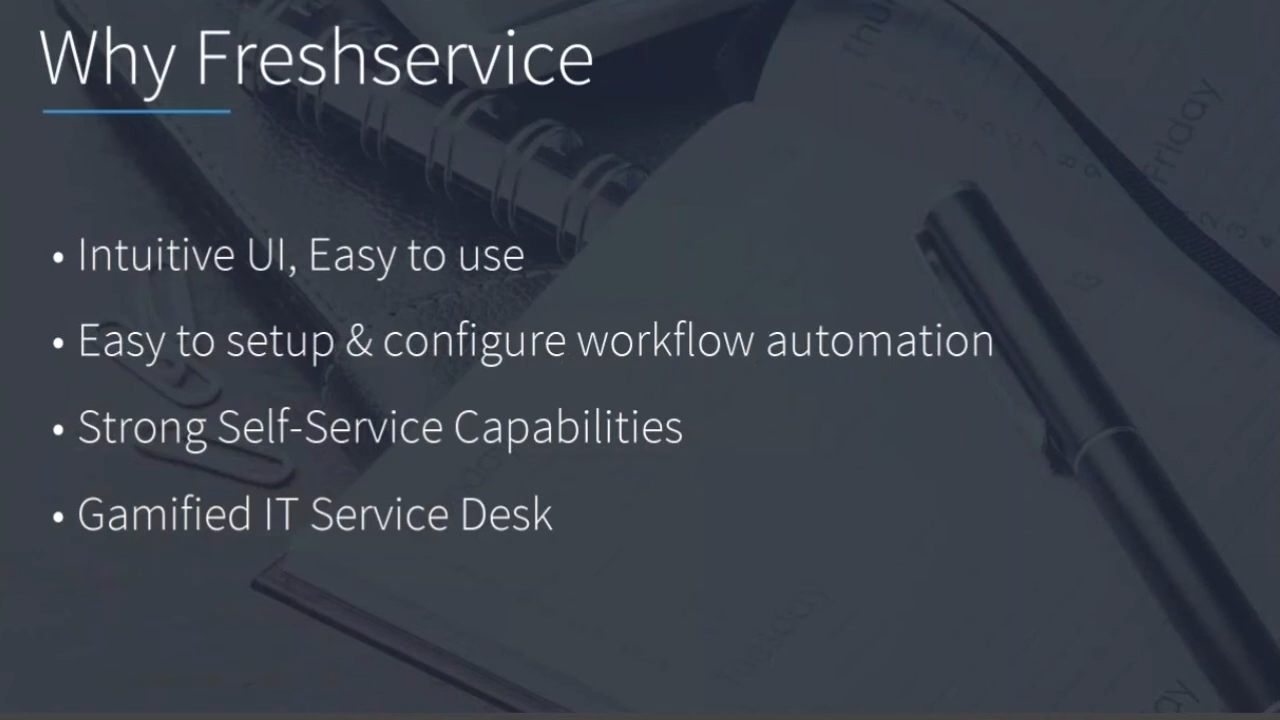 Why Freshservice
• Intuitive UI, Easy to use
• Easy to setup & configure workflow automation
• Strong Self-Service Capabilities
• Gamified IT Service Desk
Friday